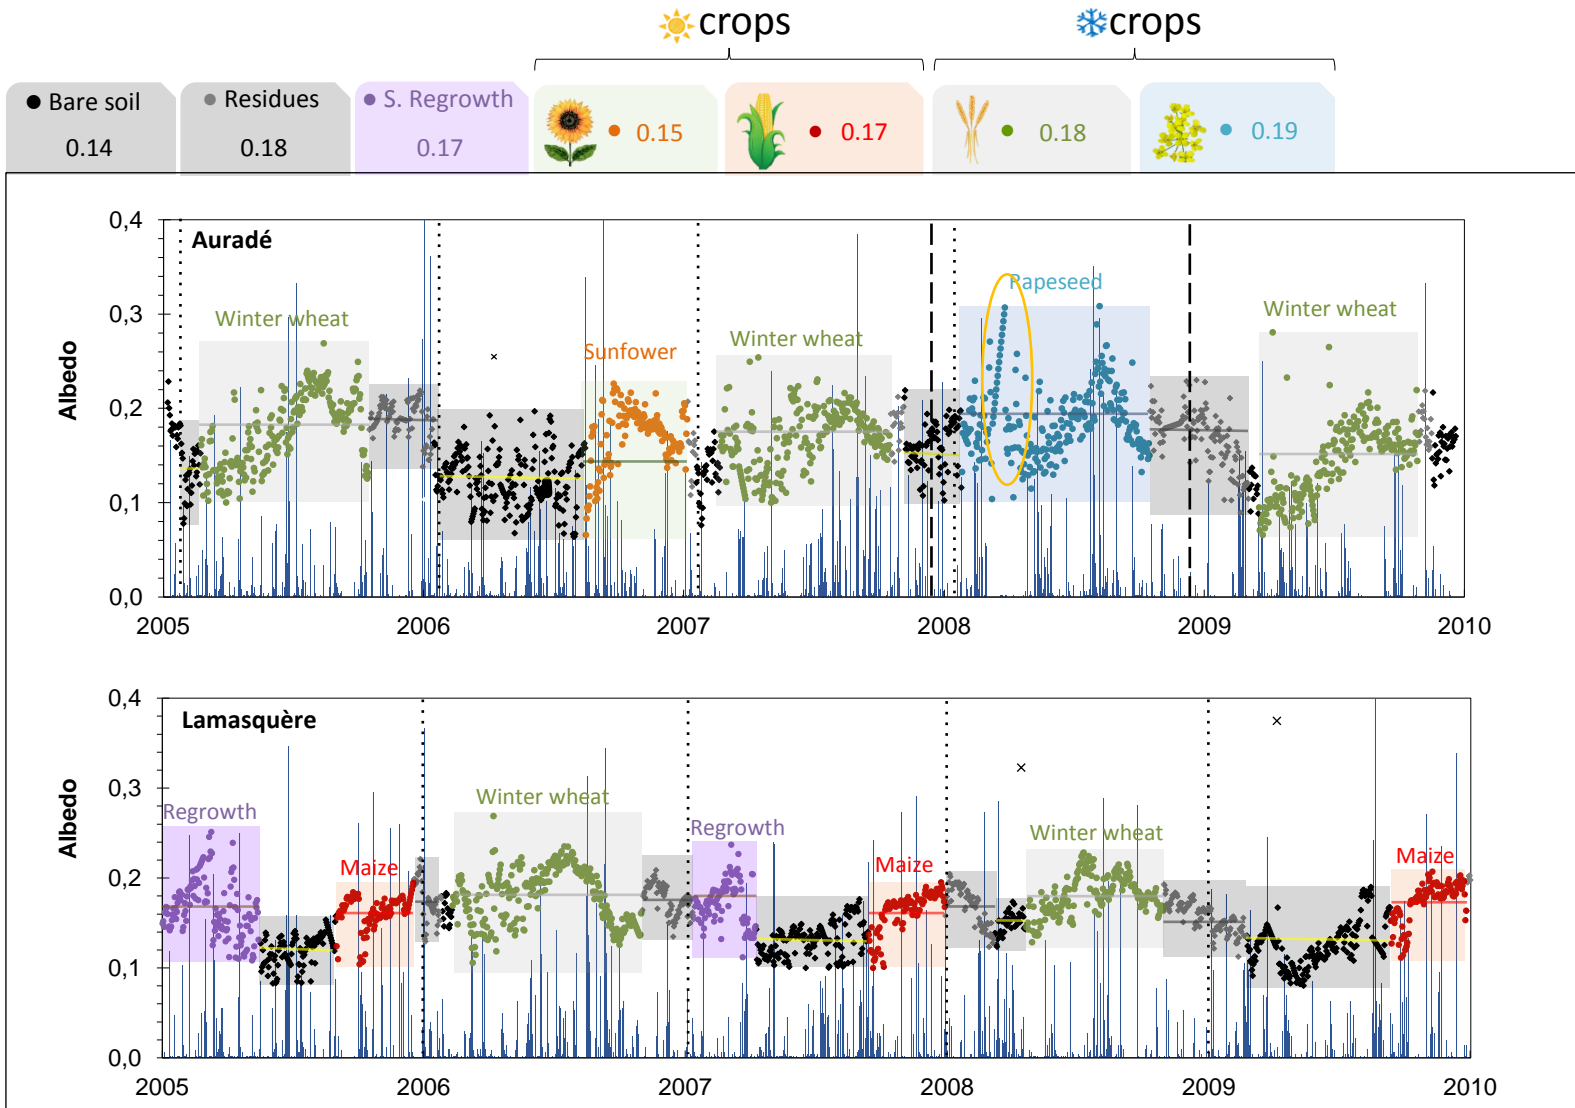 crops
crops
Bare soil
0.14
Residues
0.18
S. Regrowth
0.17
0.15
0.17
0.18
0.19
Albedo
0,4
0,3
0,2
0,1
0,0
Auradé
Winter wheat
Sunfower
Winter wheat
Rapeseed
Winter wheat
2005
2006
2007
2008
2009
2010
Albedo
0,4
0,3
0,2
0,1
0,0
Lamasquère
Regrowth
Maize
Winter wheat
Regrowth
Maize
Winter wheat
Maize
2005
2006
2007
2008
2009
2010